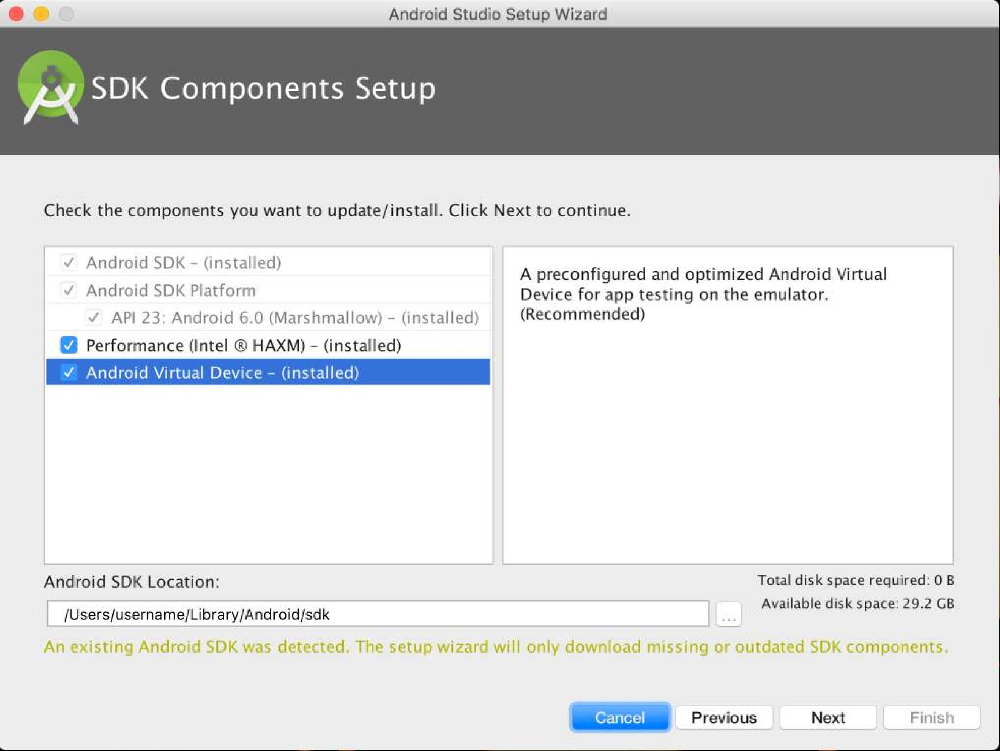 Android Studio Setup Wizard
SDK Components Setup
Check the components you want to update/install. Click Next to continue.
Android SDK – (installed)
Android SDK Platform
API 23: Android 6.0 (Marshmallow) – (installed)
Performance (Intel ® HAXM) – (installed)
Android Virtual Device – (installed)
A preconfigured and optimized Android Virtual
Device for app testing on the emulator.
(Recommended)
Android SDK Location:
/Users/username/Library/Android/sdk
...
Total disk space required: 0 B
Available disk space: 29.2 GB
An existing Android SDK was detected. The setup wizard will only download missing or outdated SDK components.
Cancel
Previous
Next
Finish